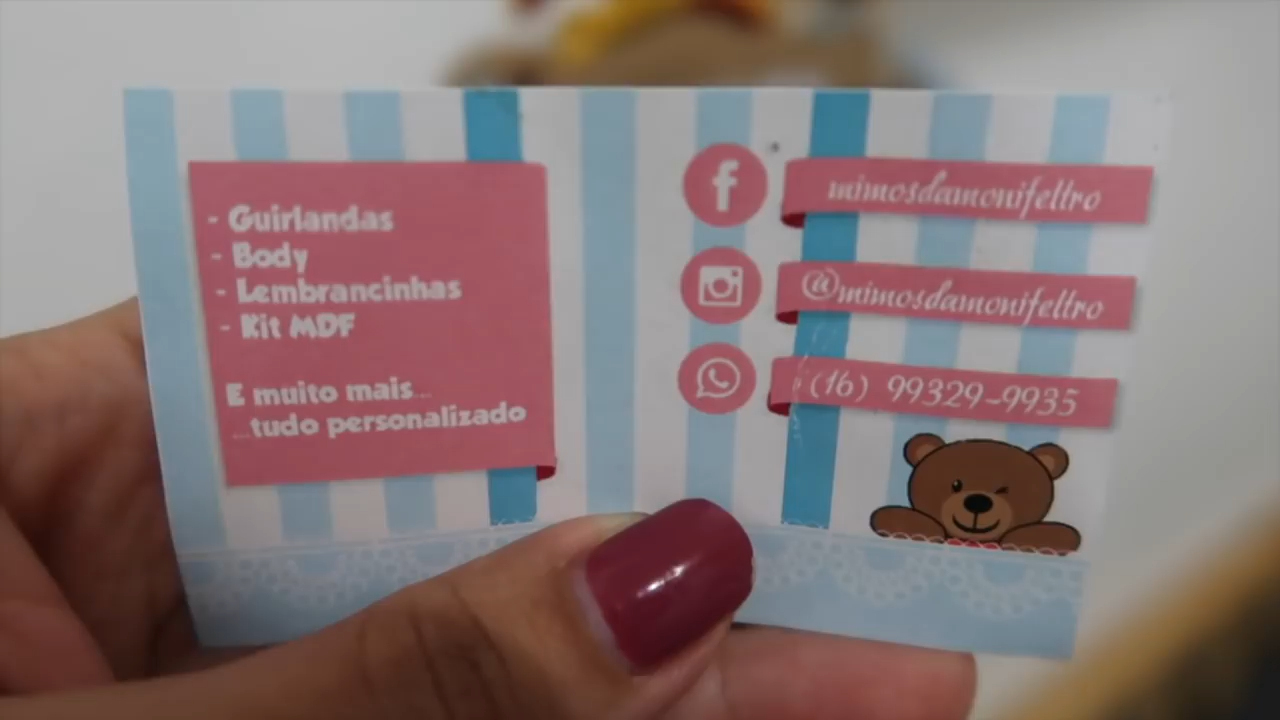 - Guirlandas
- Body
- Lembrancinhas
- Kit MDF
E muito mais...
...tudo personalizado
mimosdamonifeltro
@mimosdamonifeltro
(16) 99329-9935